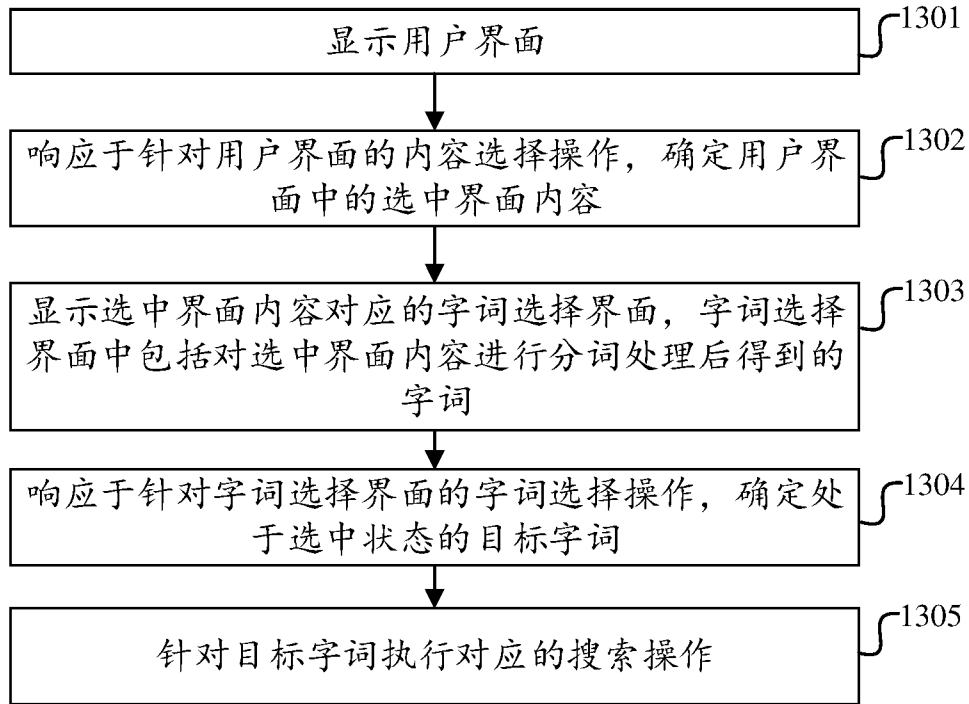 显示用户界面
1301
响应于针对用户界面的内容选择操作，确定用户界
面中的选中界面内容
1302
显示选中界面内容对应的字词选择界面，字词选择
界面中包括对选中界面内容进行分词处理后得到的
字词
1303
响应于针对字词选择界面的字词选择操作，确定处
于选中状态的目标字词
1304
针对目标字词执行对应的搜索操作
1305